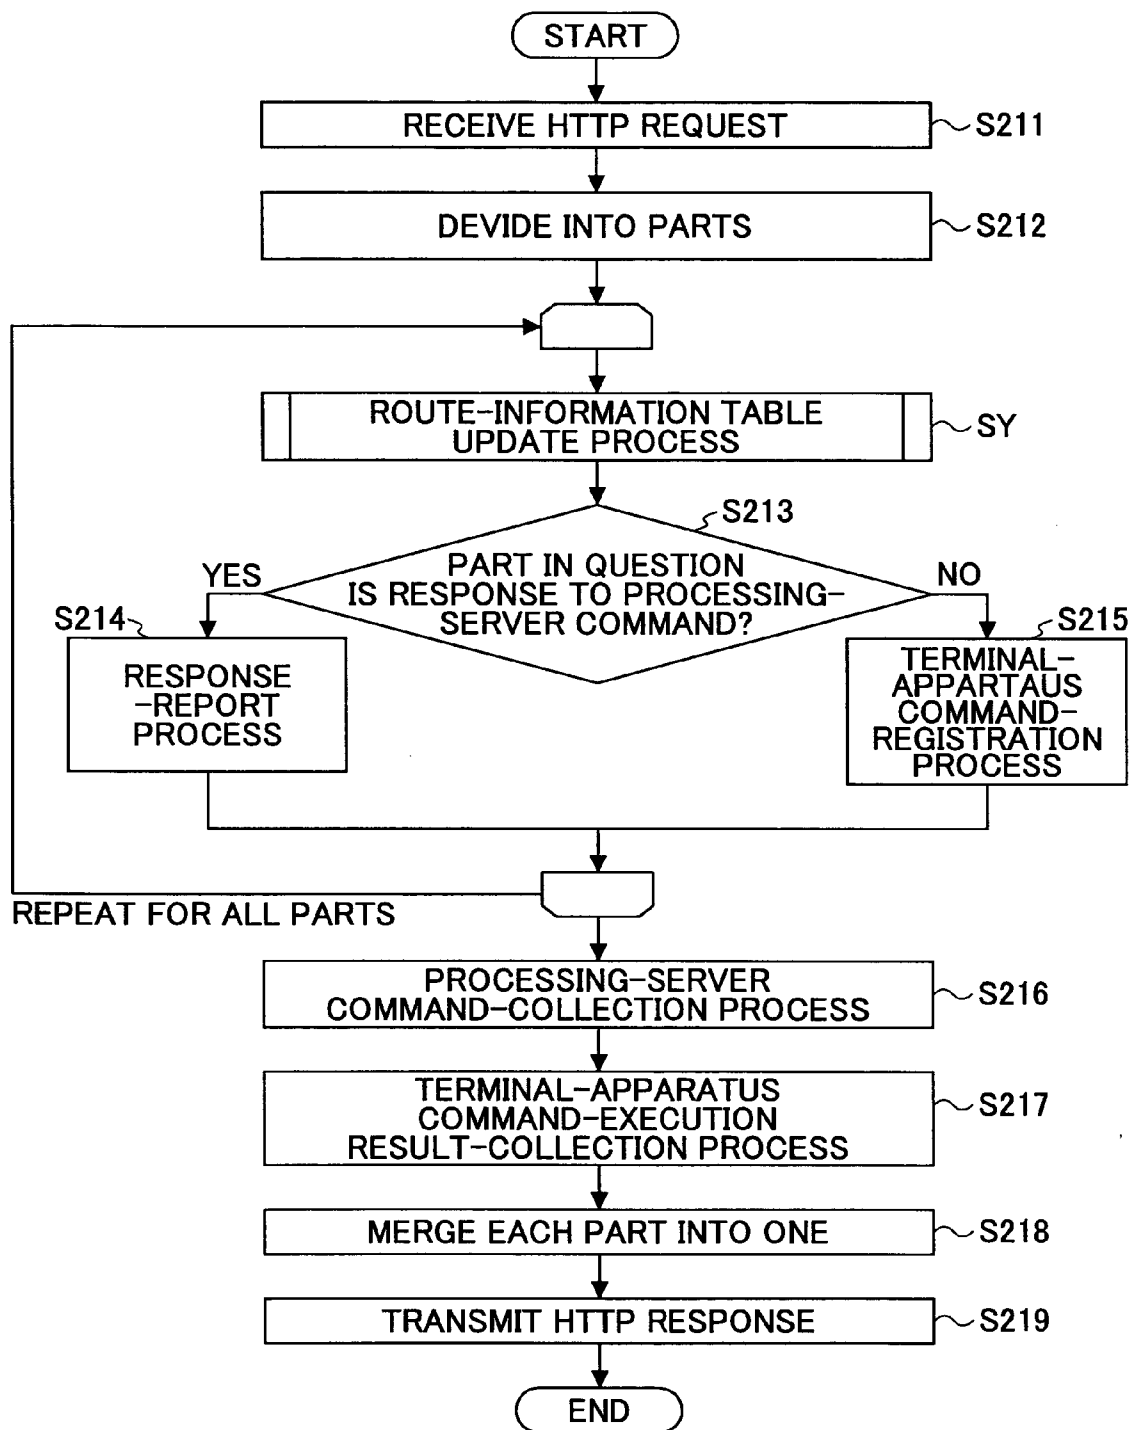 START
RECEIVE HTTP REQUEST
S211
DEVIDE INTO PARTS
S212
ROUTE-INFORMATION TABLE
UPDATE PROCESS
SY
S213
PART IN QUESTION
IS RESPONSE TO PROCESSING-
SERVER COMMAND?
YES
NO
S214
RESPONSE
-REPORT
PROCESS
S215
TERMINAL-
APPARTAUS
COMMAND-
REGISTRATION
PROCESS
REPEAT FOR ALL PARTS
PROCESSING-SERVER
COMMAND-COLLECTION PROCESS
S216
TERMINAL-APPARATUS
COMMAND-EXECUTION
RESULT-COLLECTION PROCESS
S217
MERGE EACH PART INTO ONE
S218
TRANSMIT HTTP RESPONSE
S219
END